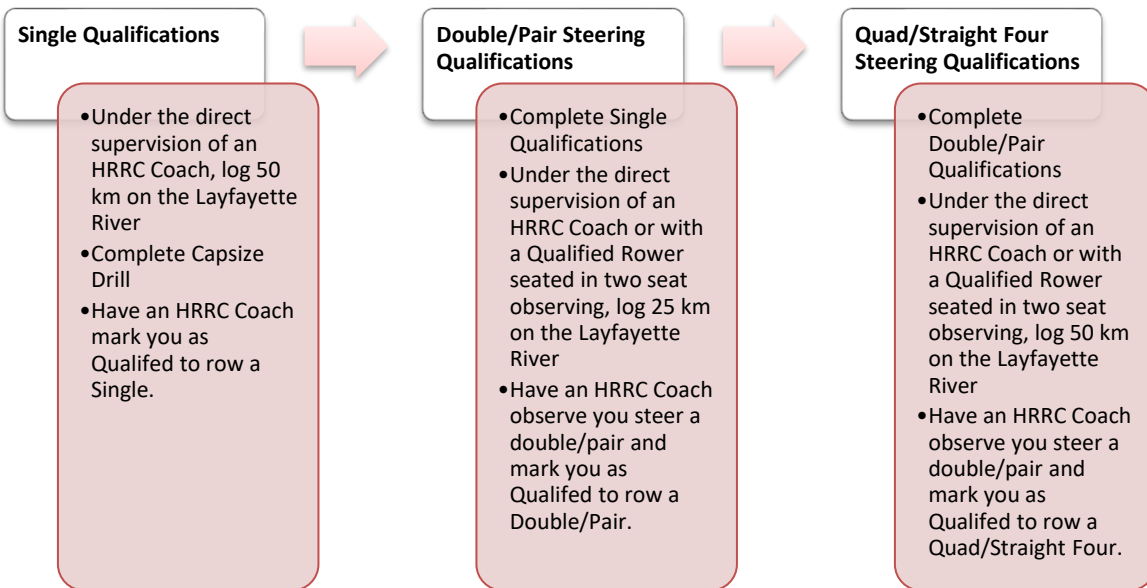 Single Qualifications
•Under the direct
supervision of an
HRRC Coach, log 50
km on the Layfayette
River
•Complete Capsize
Drill
•Have an HRRC Coach
mark you as
Qualifed to row a
Single.
Double/Pair Steering
Qualifications
•Complete Single
Qualifications
•Under the direct
supervision of an
HRRC Coach or with
a Qualified Rower
seated in two seat
observing, log 25 km
on the Layfayette
River
•Have an HRRC Coach
observe you steer a
double/pair and
mark you as
Qualifed to row a
Double/Pair.
Quad/Straight Four
Steering Qualifications
•Complete
Double/Pair
Qualifications
•Under the direct
supervision of an
HRRC Coach or with
a Qualified Rower
seated in two seat
observing, log 50 km
on the Layfayette
River
•Have an HRRC Coach
observe you steer a
double/pair and
mark you as
Qualifed to row a
Quad/Straight Four.